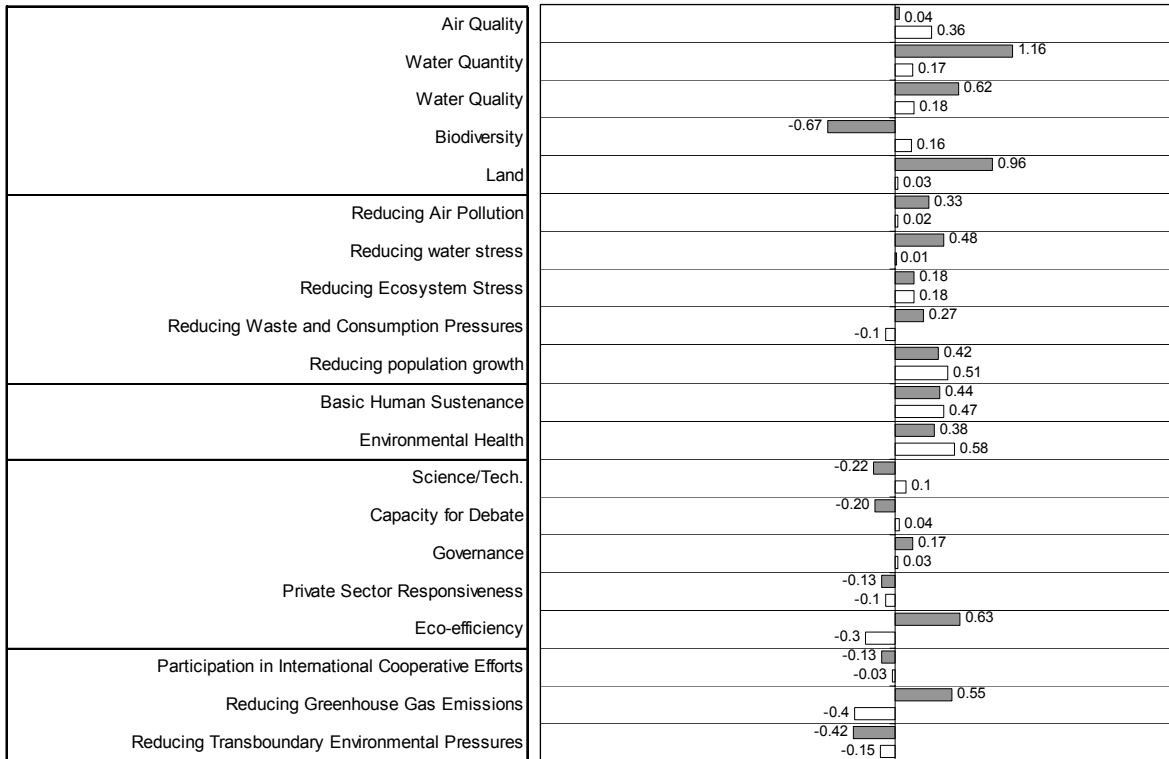 Air Quality
0.04
0.36
Water Quantity
1.16
0.17
Water Quality
0.62
0.18
Biodiversity
-0.67
0.16
Land
0.96
0.03
Reducing Air Pollution
0.33
0.02
Reducing water stress
0.48
0.01
Reducing Ecosystem Stress
0.18
0.18
Reducing Waste and Consumption Pressures
0.27
-0.1
Reducing population growth
0.42
0.51
Basic Human Sustenance
0.44
0.47
Environmental Health
0.38
0.58
Science/Tech.
-0.22
0.1
Capacity for Debate
-0.20
0.04
Governance
0.17
0.03
Private Sector Responsiveness
-0.13
-0.1
Eco-efficiency
0.63
-0.3
Participation in International Cooperative Efforts
-0.13
-0.03
Reducing Greenhouse Gas Emissions
0.55
-0.4
Reducing Transboundary Environmental Pressures
-0.42
-0.15